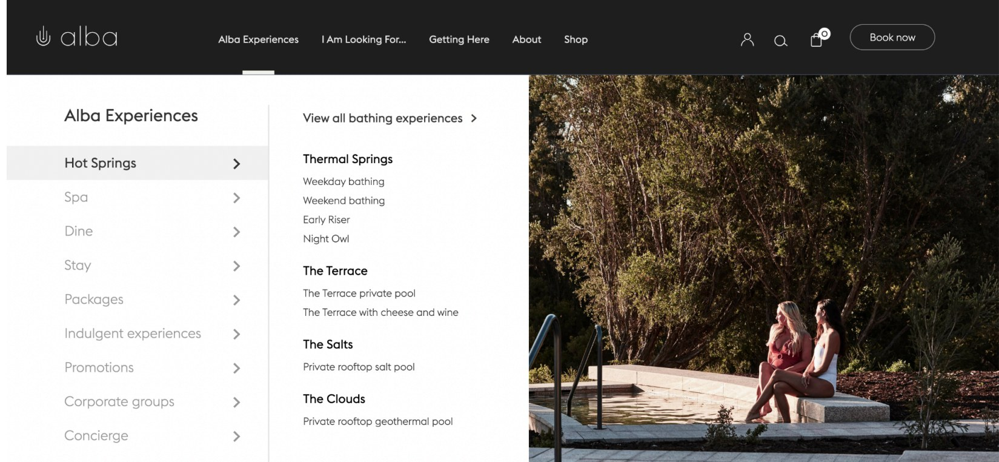 alba
Alba Experiences
I Am Looking For...
Getting Here
About
Shop
0
Book now
Alba Experiences
Hot Springs
Spa
Dine
Stay
Packages
Indulgent experiences
Promotions
Corporate groups
Concierge
View all bathing experiences
Thermal Springs
Weekday bathing
Weekend bathing
Early Riser
Night Owl
The Terrace
The Terrace private pool
The Terrace with cheese and wine
The Salts
Private rooftop salt pool
The Clouds
Private rooftop geothermal pool